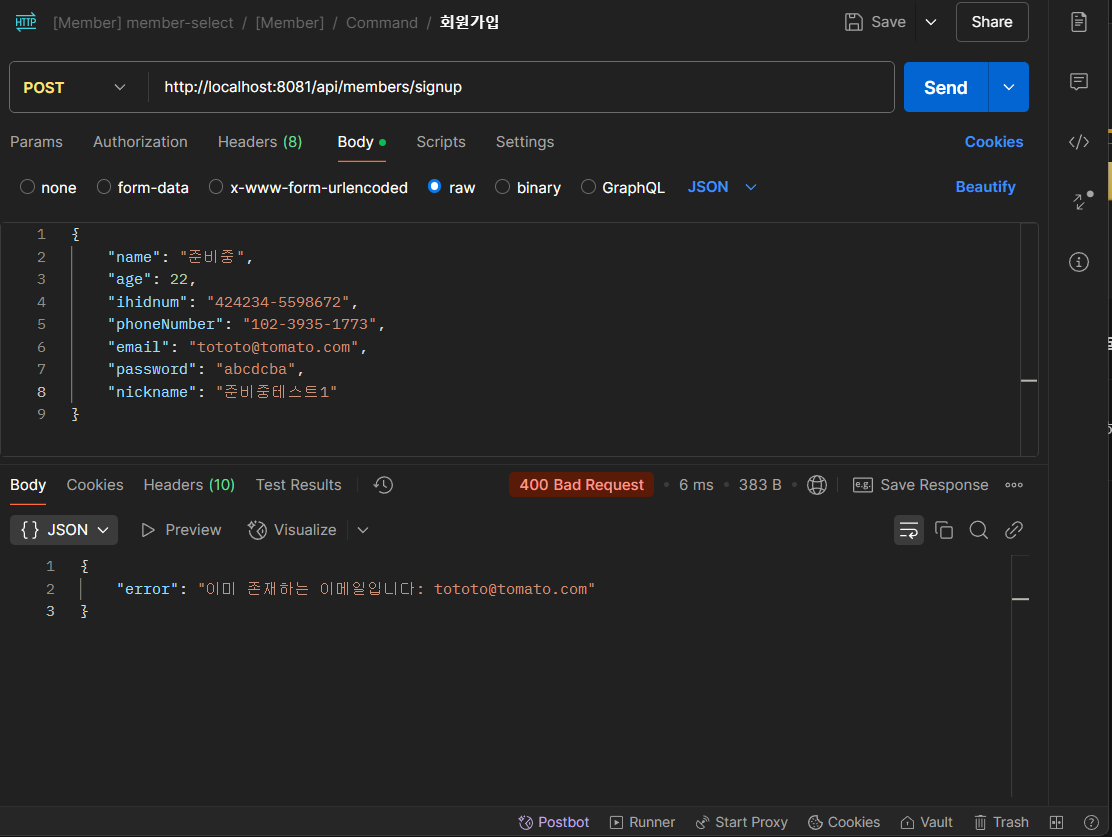 HTTP [Member] member-select / [Member] / Command / 회원가입 Save Share
POST http://localhost:8081/api/members/signup Send
Params Authorization Headers (8) Body Scripts Settings Cookies
none form-data x-www-form-urlencoded raw binary GraphQL JSON Beautify
1 {
2 "name": "준비중",
3 "age": 22,
4 "ihidnum": "424234-5598672",
5 "phoneNumber": "102-3935-1773",
6 "email": "tototo@tomato.com",
7 "password": "abcdcba",
8 "nickname": "준비중테스트1"
9 }
Body Cookies Headers (10) Test Results 400 Bad Request 6 ms 383 B e.g. Save Response
{} JSON Preview Visualize
1 {
2 "error": "이미 존재하는 이메일입니다: tototo@tomato.com"
3 }
Postbot Runner Start Proxy Cookies Vault Trash